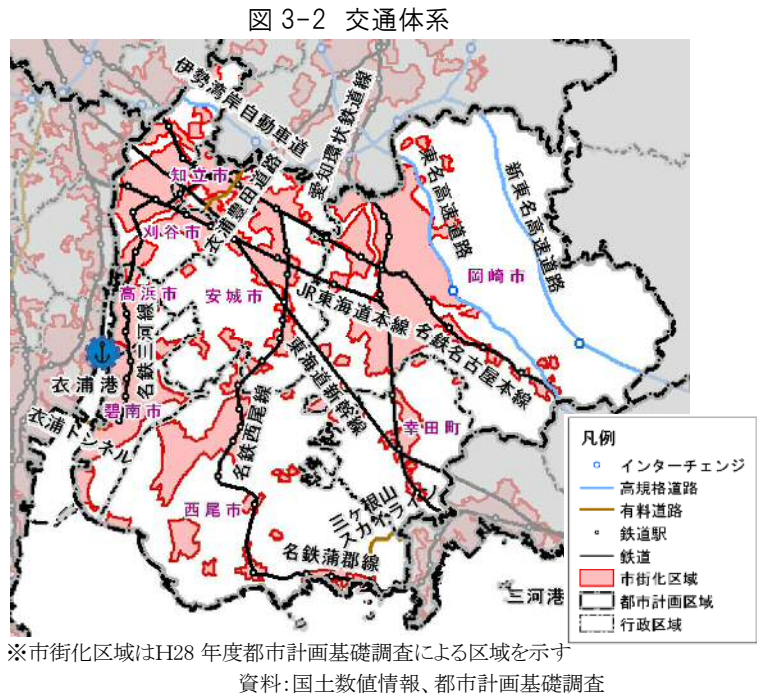 図 3-2 交通体系
伊勢湾岸自動車道
愛知環状鉄道線
知立市
衣浦豊田道路
東名高速道路
新東名高速道路
刈谷市
岡崎市
高浜市
安城市
JR東海道本線
名鉄名古屋本線
名鉄三河線
東海道新幹線
衣浦港
碧南市
衣浦トンネル
名鉄西尾線
幸田町
西尾市
三ヶ根山
スカイライン
名鉄蒲郡線
三河港
凡例
インターチェンジ
高規格道路
有料道路
鉄道駅
鉄道
市街化区域
都市計画区域
行政区域
※市街化区域はH28 年度都市計画基礎調査による区域を示す
資料:国土数値情報、都市計画基礎調査